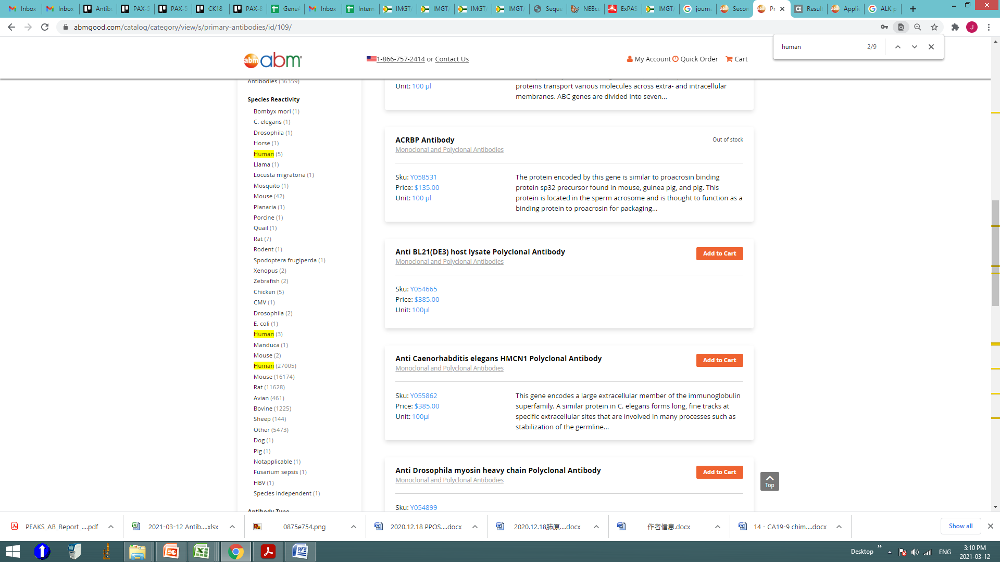 Inbox
Inbox
Antib
PAX-5
PAX-5
CK18
PAX-8
Gene
Inbox
Intern
IMGT/
IMGT/
IMGT/
IMGT/
Seque
NEBcu
ExPAS
IMGT/
journa
Secon
Pr
Result
Applie
ALK p
abmgood.com/catalog/category/view/s/primary-antibodies/id/109/
J
human
2/9
abm abm
1-866-757-2414 or Contact Us
My Account
Quick Order
Cart
Antibodies (36359)
Species Reactivity
Bombyx mori (1)
C. elegans (1)
Drosophila (1)
Horse (1)
Human (5)
Llama (1)
Locusta migratoria (1)
Mosquito (1)
Mouse (42)
Planaria (1)
Porcine (1)
Quail (1)
Rat (7)
Rodent (1)
Spodoptera frugiperda (1)
Xenopus (2)
Zebrafish (2)
Chicken (5)
CMV (1)
Drosophila (2)
E. coli (1)
Human (3)
Manduca (1)
Mouse (2)
Human (27005)
Mouse (16174)
Rat (11628)
Avian (461)
Bovine (1225)
Sheep (144)
Other (5473)
Dog (1)
Pig (1)
Notapplicable (1)
Fusarium sepsis (1)
HBV (1)
Species independent (1)
Antibody Type
Unit: 100 µl
proteins transport various molecules across extra- and intracellular
membranes. ABC genes are divided into seven...
ACRBP Antibody
Out of stock
Monoclonal and Polyclonal Antibodies
Sku: Y058531
Price: $135.00
Unit: 100 µl
The protein encoded by this gene is similar to proacrosin binding
protein sp32 precursor found in mouse, guinea pig, and pig. This
protein is located in the sperm acrosome and is thought to function as a
binding protein to proacrosin for packaging...
Anti BL21(DE3) host lysate Polyclonal Antibody
Add to Cart
Monoclonal and Polyclonal Antibodies
Sku: Y054665
Price: $385.00
Unit: 100µl
Anti Caenorhabditis elegans HMCN1 Polyclonal Antibody
Add to Cart
Monoclonal and Polyclonal Antibodies
Sku: Y055862
Price: $385.00
Unit: 100µl
This gene encodes a large extracellular member of the immunoglobulin
superfamily. A similar protein in C. elegans forms long, fine tracks at
specific extracellular sites that are involved in many processes such as
stabilization of the germline...
Anti Drosophila myosin heavy chain Polyclonal Antibody
Add to Cart
Monoclonal and Polyclonal Antibodies
Sku: Y054899
Top
PEAKS_AB_Report_....pdf
2021-03-12 Antib....xlsx
0875e754.png
2020.12.18 PPOS....docx
2020.12.18肺原....docx
作者信息.docx
14 - CA19-9 chim....docx
Show all
Desktop
ENG
3:10 PM
2021-03-12